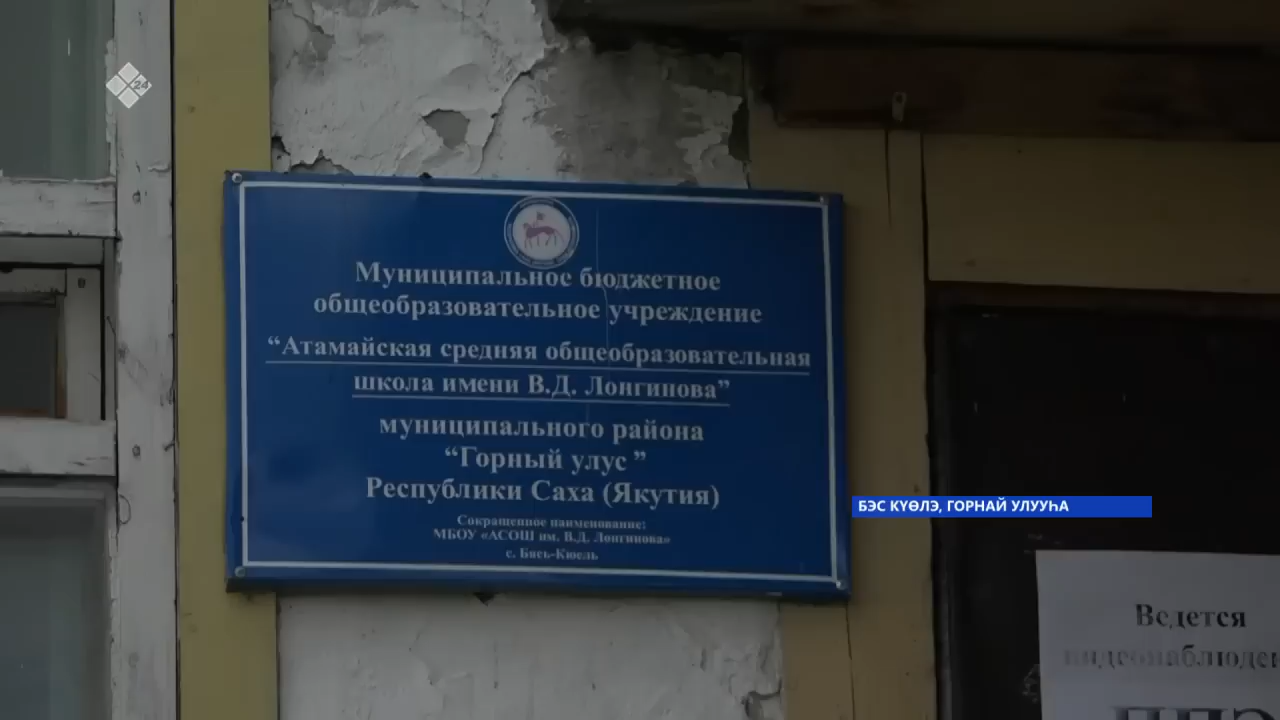 24
Муниципальное бюджетное
общеобразовательное учреждение
“Атамайская средняя общеобразовательная
школа имени В.Д. Лонгинова”
муниципального района
“Горный улус ”
Республики Саха (Якутия)
Сокращенное наименование:
МБОУ «АСОШ им. В.Д. Лонгинова»
с. Бясь-Кюель
БЭС КҮӨЛЭ, ГОРНАЙ УЛУУҺА
Ведется